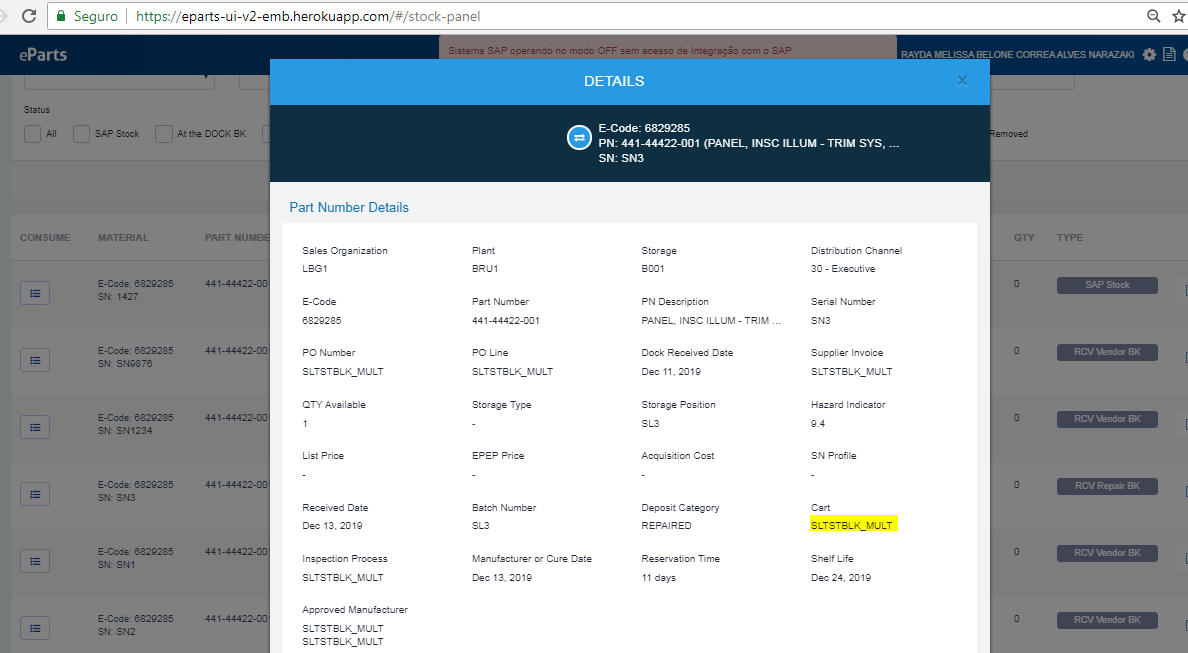 Seguro https://eparts-ui-v2-emb.herokuapp.com/#/stock-panel
eParts
Sistema SAP operando no modo OFF sem acesso de Integração com o SAP
RAYDA MELISSA BELONE CORREA ALVES NARAZAKI
DETAILS
E-Code: 6829285
PN: 441-44422-001 (PANEL, INSC ILLUM - TRIM SYS, ...
SN: SN3
Status
All SAP Stock At the DOCK BK
Removed
Part Number Details
Sales Organization Plant Storage Distribution Channel
LBG1 BRU1 B001 30 - Executive
E-Code Part Number PN Description Serial Number
6829285 441-44422-001 PANEL, INSC ILLUM - TRIM ... SN3
PO Number PO Line Dock Received Date Supplier Invoice
SLTSTBLK_MULT SLTSTBLK_MULT Dec 11, 2019 SLTSTBLK_MULT
QTY Available Storage Type Storage Position Hazard Indicator
1 - SL3 9.4
List Price EPEP Price Acquisition Cost SN Profile
- - - -
Received Date Batch Number Deposit Category Cart
Dec 13, 2019 SL3 REPAIRED SLTSTBLK_MULT
Inspection Process Manufacturer or Cure Date Reservation Time Shelf Life
SLTSTBLK_MULT Dec 13, 2019 11 days Dec 24, 2019
Approved Manufacturer
SLTSTBLK_MULT
SLTSTBLK_MULT
CONSUME MATERIAL PART NUMBE QTY TYPE
E-Code: 6829285 441-44422-00 0 SAP Stock
SN: 1427
E-Code: 6829285 441-44422-00 0 RCV Vendor BK
SN: SN9876
E-Code: 6829285 441-44422-00 0 RCV Vendor BK
SN: SN1234
E-Code: 6829285 441-44422-00 0 RCV Repair BK
SN: SN3
E-Code: 6829285 441-44422-00 0 RCV Vendor BK
SN: SN1
E-Code: 6829285 441-44422-00 0 RCV Vendor BK
SN: SN2